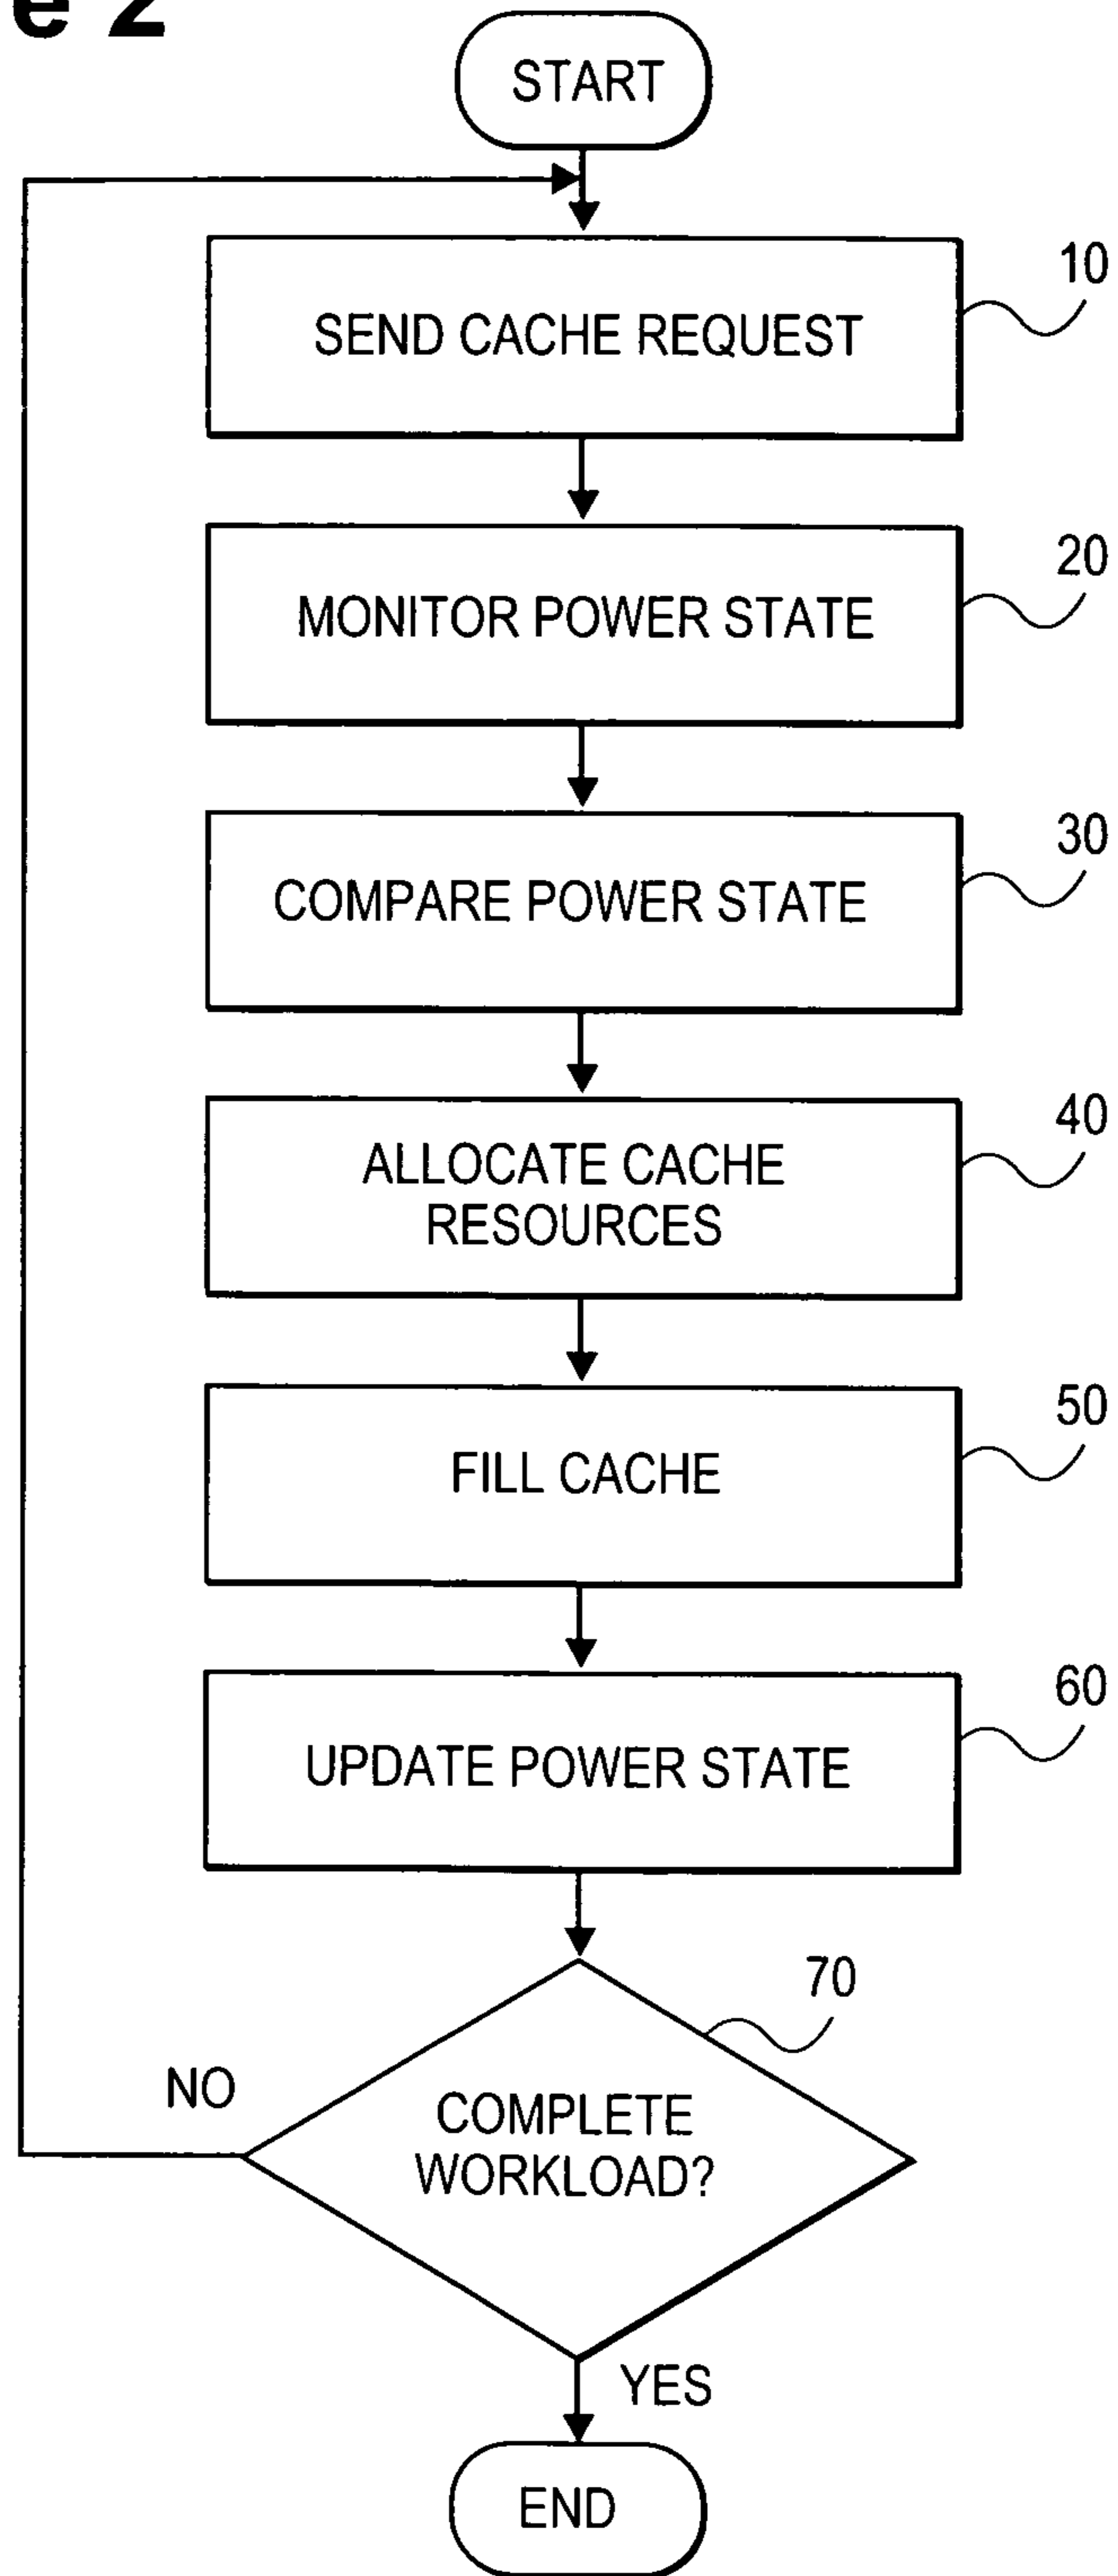 e 2
START
10
SEND CACHE REQUEST
20
MONITOR POWER STATE
30
COMPARE POWER STATE
40
ALLOCATE CACHE
RESOURCES
50
FILL CACHE
60
UPDATE POWER STATE
70
NO
COMPLETE
WORKLOAD?
YES
END